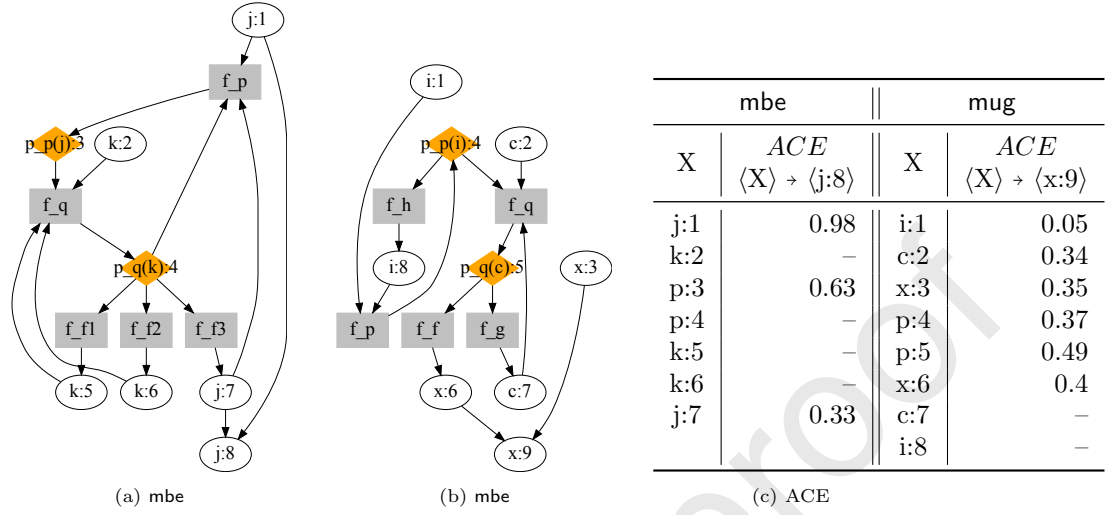 j:1
f_p
p_p(j):3
k:2
f_q
p_q(k):4
f_f1
f_f2
f_f3
k:5
k:6
j:7
j:8
(a) mbe
i:1
p_p(i):4
c:2
f_h
f_q
i:8
p_q(c):5
x:3
f_p
f_f
f_g
x:6
c:7
x:9
(b) mbe
mbe mug
X ACE X ACE
⟨X⟩ → ⟨j:8⟩ ⟨X⟩ → ⟨x:9⟩
j:1 0.98 i:1 0.05
k:2 – c:2 0.34
p:3 0.63 x:3 0.35
p:4 – p:4 0.37
k:5 – p:5 0.49
k:6 – x:6 0.4
j:7 0.33 c:7 –
i:8 –
(c) ACE
proof